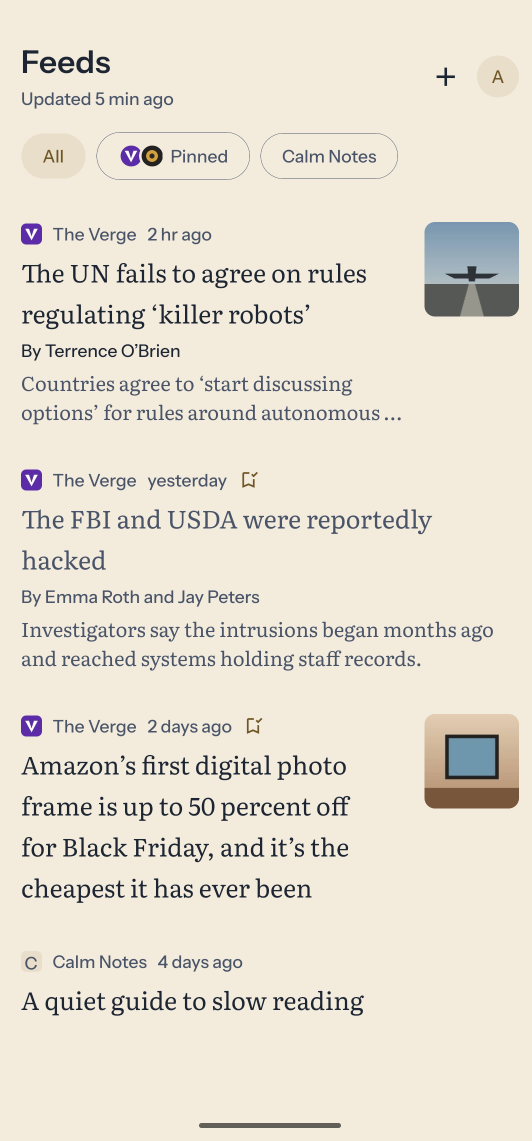 Feeds
Updated 5 min ago
A
All
V Pinned
Calm Notes
V The Verge 2 hr ago
The UN fails to agree on rules
regulating ‘killer robots’
By Terrence O’Brien
Countries agree to ‘start discussing
options’ for rules around autonomous …
V The Verge yesterday
The FBI and USDA were reportedly
hacked
By Emma Roth and Jay Peters
Investigators say the intrusions began months ago
and reached systems holding staff records.
V The Verge 2 days ago
Amazon’s first digital photo
frame is up to 50 percent off
for Black Friday, and it’s the
cheapest it has ever been
C Calm Notes 4 days ago
A quiet guide to slow reading